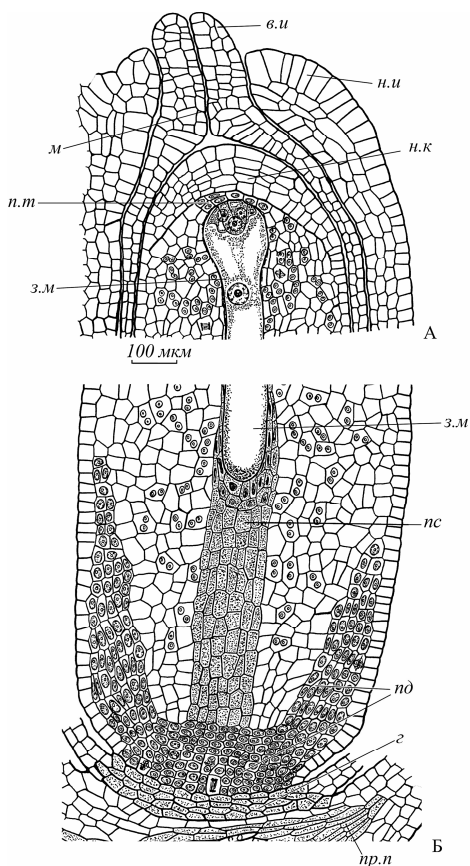 в.и
н.и
м
н.к
п.т
з.м
А
100 мкм
з.м
пс
пд
г
Б
пр.п